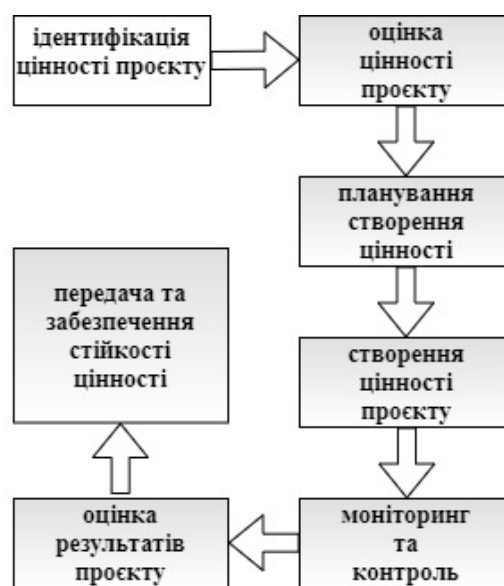 ідентифікація
цінності проєкту
оцінка
цінності
проєкту
планування
створення
цінності
створення
цінності
проєкту
моніторинг
та
контроль
оцінка
результатів
проєкту
передача та
забезпечення
стійкості
цінності